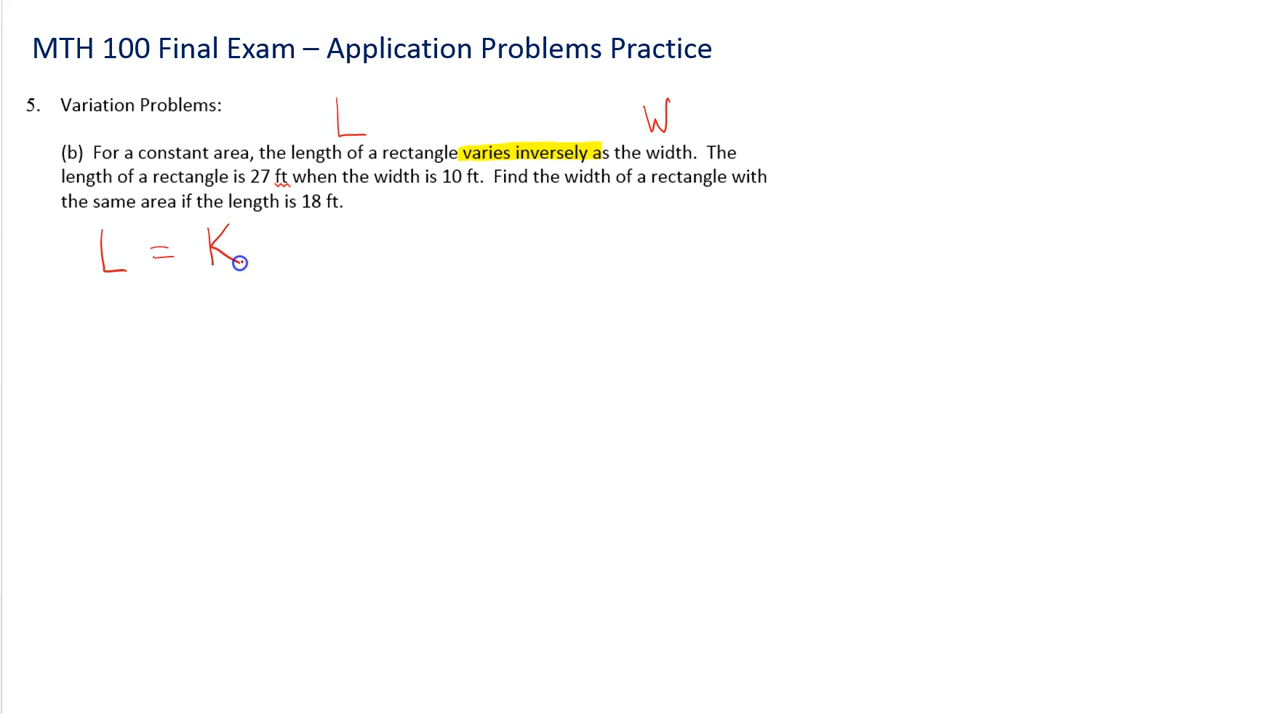 MTH 100 Final Exam – Application Problems Practice
5. Variation Problems:
L W
(b) For a constant area, the length of a rectangle varies inversely as the width. The
length of a rectangle is 27 ft when the width is 10 ft. Find the width of a rectangle with
the same area if the length is 18 ft.
L = K